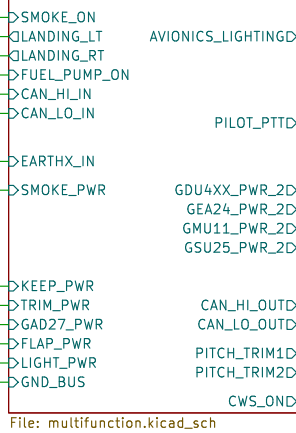 SMOKE_ON
LANDING_LT
AVIONICS_LIGHTING
LANDING_RT
FUEL_PUMP_ON
CAN_HI_IN
CAN_LO_IN
PILOT_PTT
EARTHX_IN
SMOKE_PWR
GDU4XX_PWR_2
GEA24_PWR_2
GMU11_PWR_2
GSU25_PWR_2
KEEP_PWR
TRIM_PWR
CAN_HI_OUT
GAD27_PWR
CAN_LO_OUT
FLAP_PWR
PITCH_TRIM1
LIGHT_PWR
PITCH_TRIM2
GND_BUS
CWS_ON
File: multifunction.kicad_sch